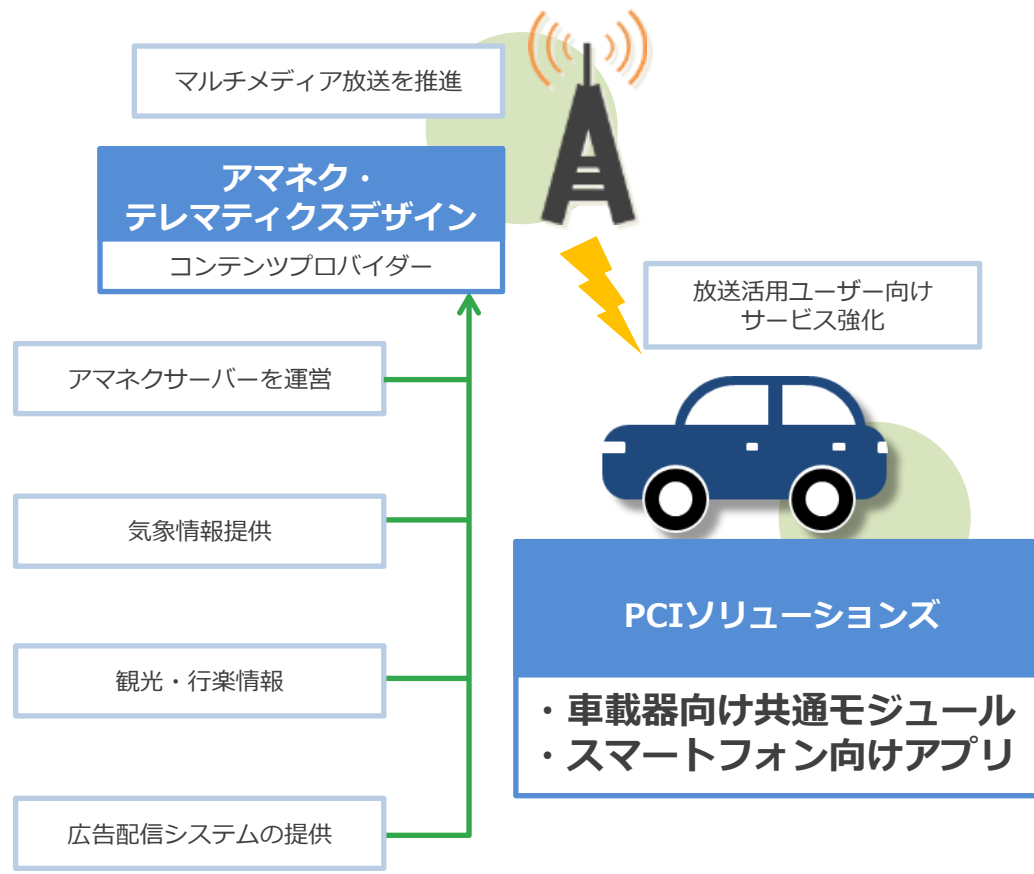 マルチメディア放送を推進
アマネク・
テレマティクスデザイン
コンテンツプロバイダー
放送活用ユーザー向け
サービス強化
アマネクサーバーを運営
気象情報提供
観光・行楽情報
広告配信システムの提供
PCIソリューションズ
・車載器向け共通モジュール
・スマートフォン向けアプリ